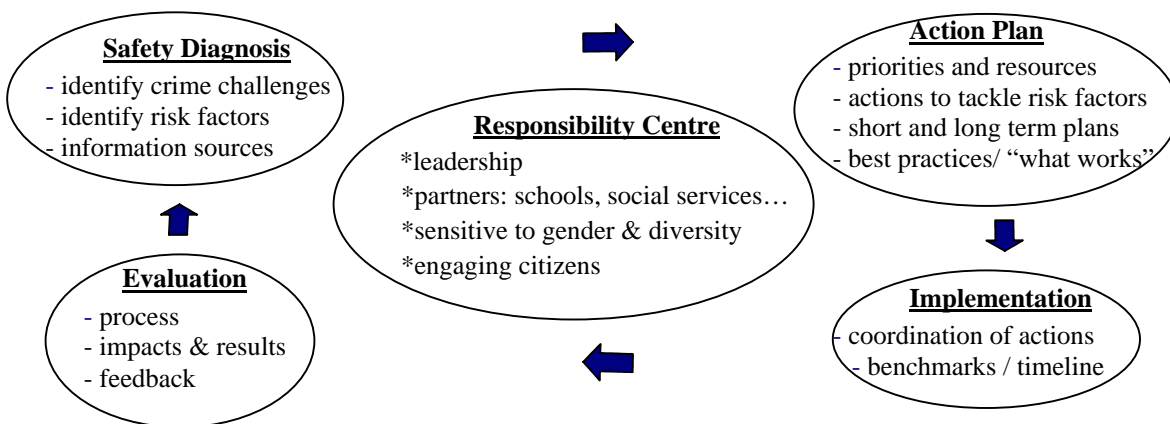 Safety Diagnosis
- identify crime challenges
- identify risk factors
- information sources
Action Plan
- priorities and resources
- actions to tackle risk factors
- short and long term plans
- best practices/ “what works”
Responsibility Centre
*leadership
*partners: schools, social services…
*sensitive to gender & diversity
*engaging citizens
Evaluation
- process
- impacts & results
- feedback
Implementation
- coordination of actions
- benchmarks / timeline